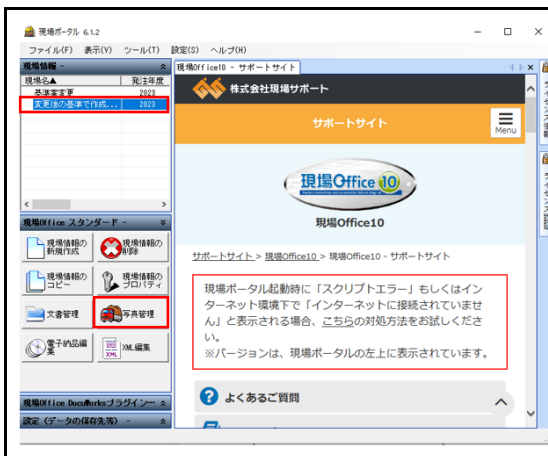 現場ポータル 6.1.2
ファイル(F) 表示(V) ツール(T) 設定(S) ヘルプ(H)
現場情報 -
現場名▲ 発注年度
基準案変更 2023
変更後の基準で作成... 2023
現場Office スタンダード -
現場情報の新規作成
現場情報の削除
現場情報のコピー
現場情報のプロパティ
文書管理
写真管理
電子納品編集
XML編集
現場Office DocuWorksプラグイン…
設定（データの保存先等） -
現場Office10 - サポートサイト
株式会社現場サポート
サポートサイト
Menu
現場Office 10
現場Office10
サポートサイト > 現場Office10 > 現場Office10 - サポートサイト
現場ポータル起動時に「スクリプトエラー」もしくはイン
ターネット環境下で「インターネットに接続されていませ
ん」と表示される場合、こちらの対処方法をお試しくださ
い。
※バージョンは、現場ポータルの左上に表示されています。
よくあるご質問
ライセンス情報
ライセンス認証